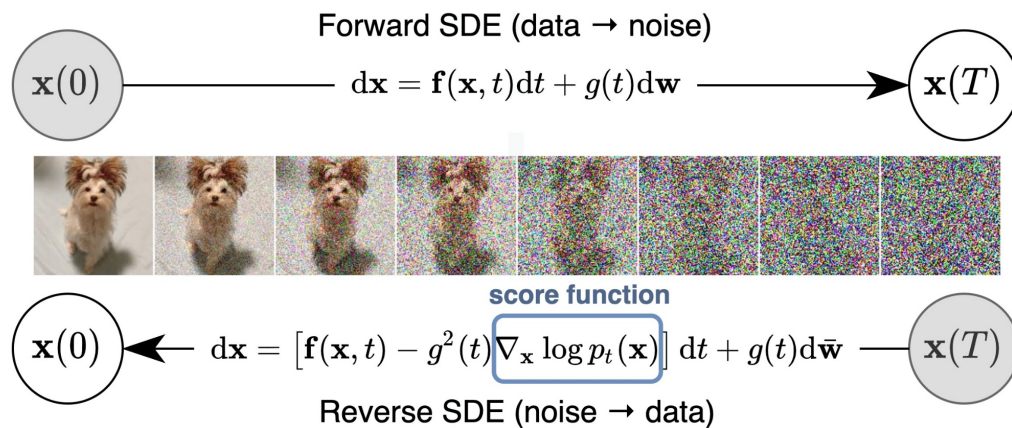 Forward SDE (data → noise)
x(0) dx = f(x, t)dt + g(t)dw x(T)
score function
x(0) dx = [f(x, t) − g²(t)∇ₓ log pₜ(x)] dt + g(t)dw̄ x(T)
Reverse SDE (noise → data)